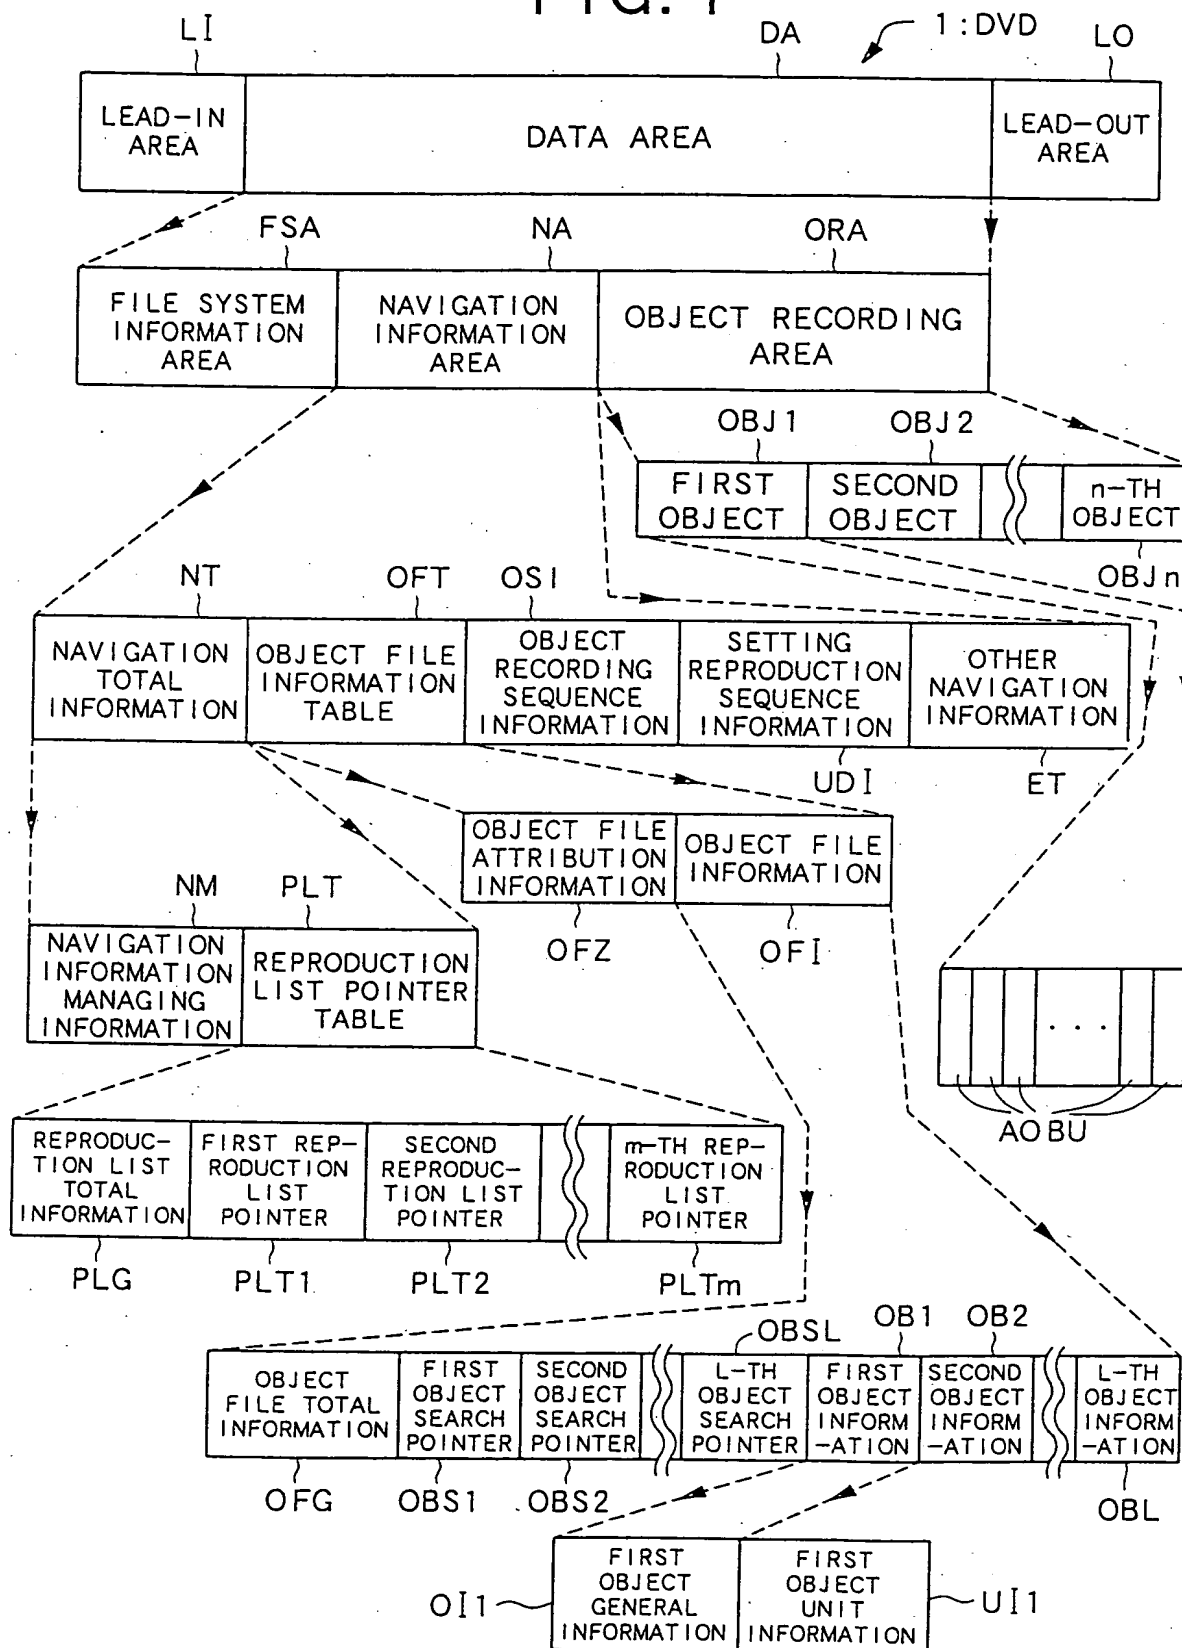 FIG. 1
1:DVD
LI
DA
LO
LEAD-IN
AREA
DATA AREA
LEAD-OUT
AREA
FSA
NA
ORA
FILE SYSTEM
INFORMATION
AREA
NAVIGATION
INFORMATION
AREA
OBJECT RECORDING
AREA
OBJ1
OBJ2
FIRST
OBJECT
SECOND
OBJECT
n-TH
OBJECT
OBJn
NT
OFT
OSI
NAVIGATION
TOTAL
INFORMATION
OBJECT FILE
INFORMATION
TABLE
OBJECT
RECORDING
SEQUENCE
INFORMATION
SETTING
REPRODUCTION
SEQUENCE
INFORMATION
OTHER
NAVIGATION
INFORMATION
UDI
ET
OBJECT FILE
ATTRIBUTION
INFORMATION
OBJECT FILE
INFORMATION
OFZ
OFI
NM
PLT
NAVIGATION
INFORMATION
MANAGING
INFORMATION
REPRODUCTION
LIST POINTER
TABLE
. . .
AOBU
REPRODUC-
TION LIST
TOTAL
INFORMATION
FIRST REP-
RODUCTION
LIST
POINTER
SECOND
REPRODUC-
TION LIST
POINTER
m-TH REP-
RODUCTION
LIST
POINTER
PLG
PLT1
PLT2
PLTm
OBSL
OB1
OB2
OBJECT
FILE TOTAL
INFORMATION
FIRST
OBJECT
SEARCH
POINTER
SECOND
OBJECT
SEARCH
POINTER
L-TH
OBJECT
SEARCH
POINTER
FIRST
OBJECT
INFORM
-ATION
SECOND
OBJECT
INFORM
-ATION
L-TH
OBJECT
INFORM
-ATION
OFG
OBS1
OBS2
OBL
OI1
FIRST
OBJECT
GENERAL
INFORMATION
FIRST
OBJECT
UNIT
INFORMATION
UI1